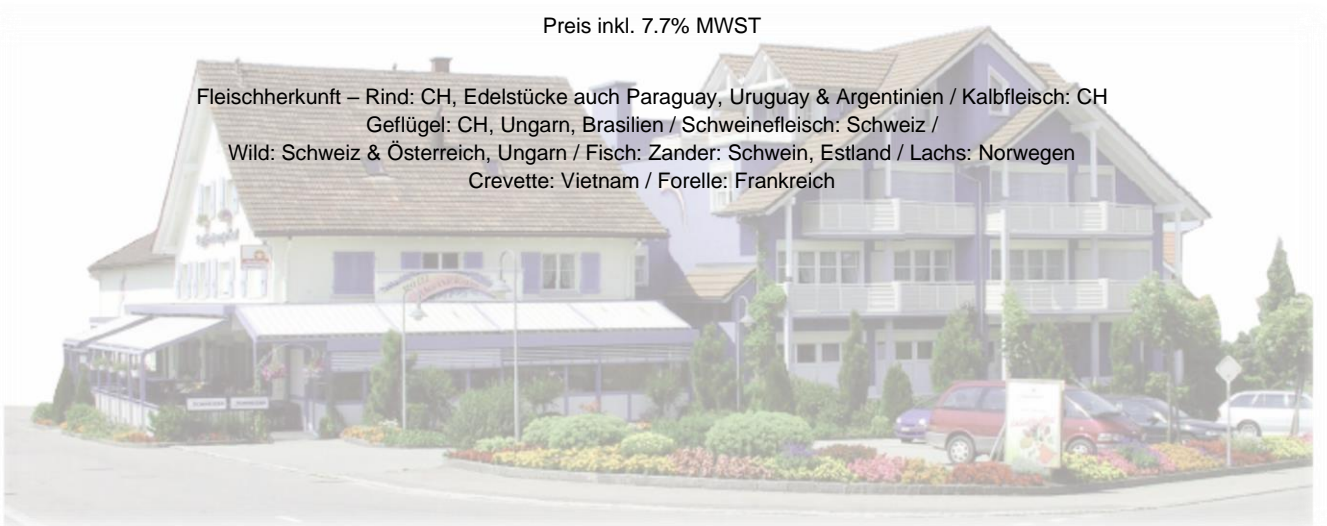 Preis inkl. 7.7% MWST
Fleischherkunft – Rind: CH, Edelstücke auch Paraguay, Uruguay & Argentinien / Kalbfleisch: CH
Geflügel: CH, Ungarn, Brasilien / Schweinefleisch: Schweiz /
Wild: Schweiz & Österreich, Ungarn / Fisch: Zander: Schwein, Estland / Lachs: Norwegen
Crevette: Vietnam / Forelle: Frankreich